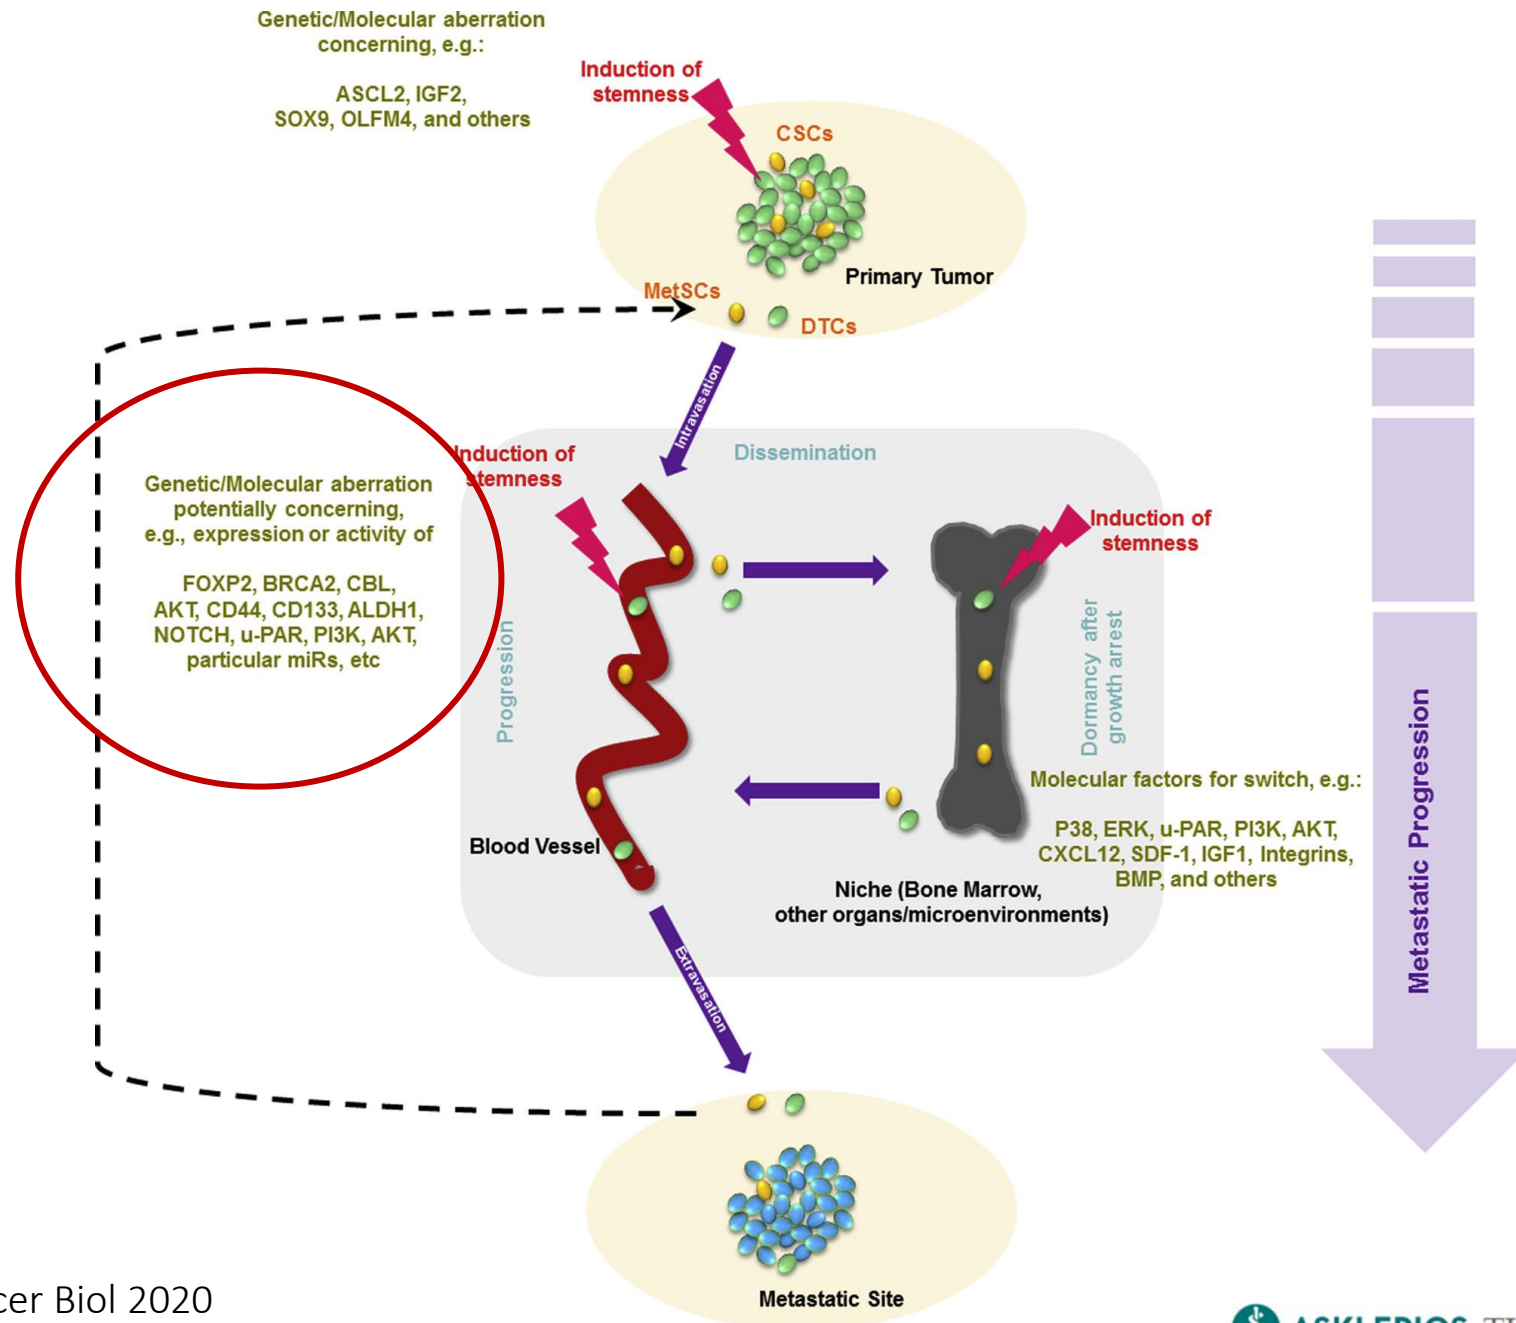 Genetic/Molecular aberration
concerning, e.g.:
ASCL2, IGF2,
SOX9, OLFM4, and others
Induction of
stemness
CSCs
Primary Tumor
MetSCs
DTCs
Intravasation
Dissemination
Induction of
stemness
Genetic/Molecular aberration
potentially concerning,
e.g., expression or activity of
FOXP2, BRCA2, CBL,
AKT, CD44, CD133, ALDH1,
NOTCH, u-PAR, PI3K, AKT,
particular miRs, etc
Progression
Induction of
stemness
Dormancy after
growth arrest
Molecular factors for switch, e.g.:
P38, ERK, u-PAR, PI3K, AKT,
CXCL12, SDF-1, IGF1, Integrins,
BMP, and others
Blood Vessel
Niche (Bone Marrow,
other organs/microenvironments)
Extravasation
Metastatic Progression
Metastatic Site
Biol 2020
ASKLEPIOS